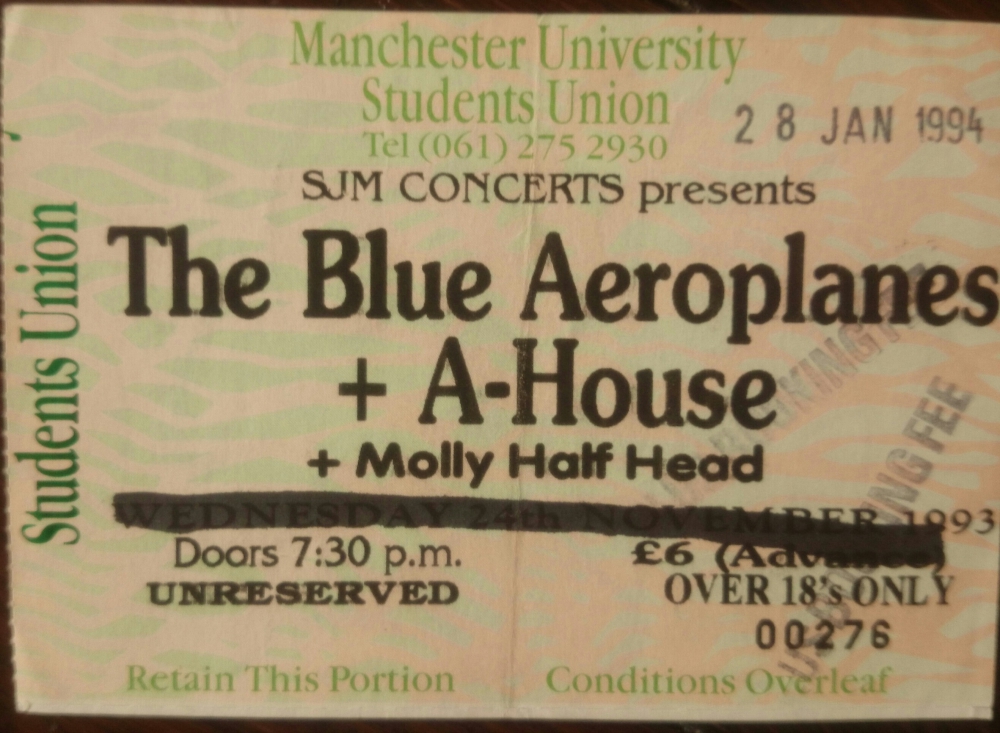 Manchester University
Students Union
Tel (061) 275 2930
28 JAN 1994
SJM CONCERTS presents
The Blue Aeroplanes
+ A-House
+ Molly Half Head
WEDNESDAY 24th NOVEMBER 1993
Doors 7:30 p.m.
£6 (Advance)
UNRESERVED
OVER 18's ONLY
00276
Retain This Portion
Conditions Overleaf
Students Union
FEE